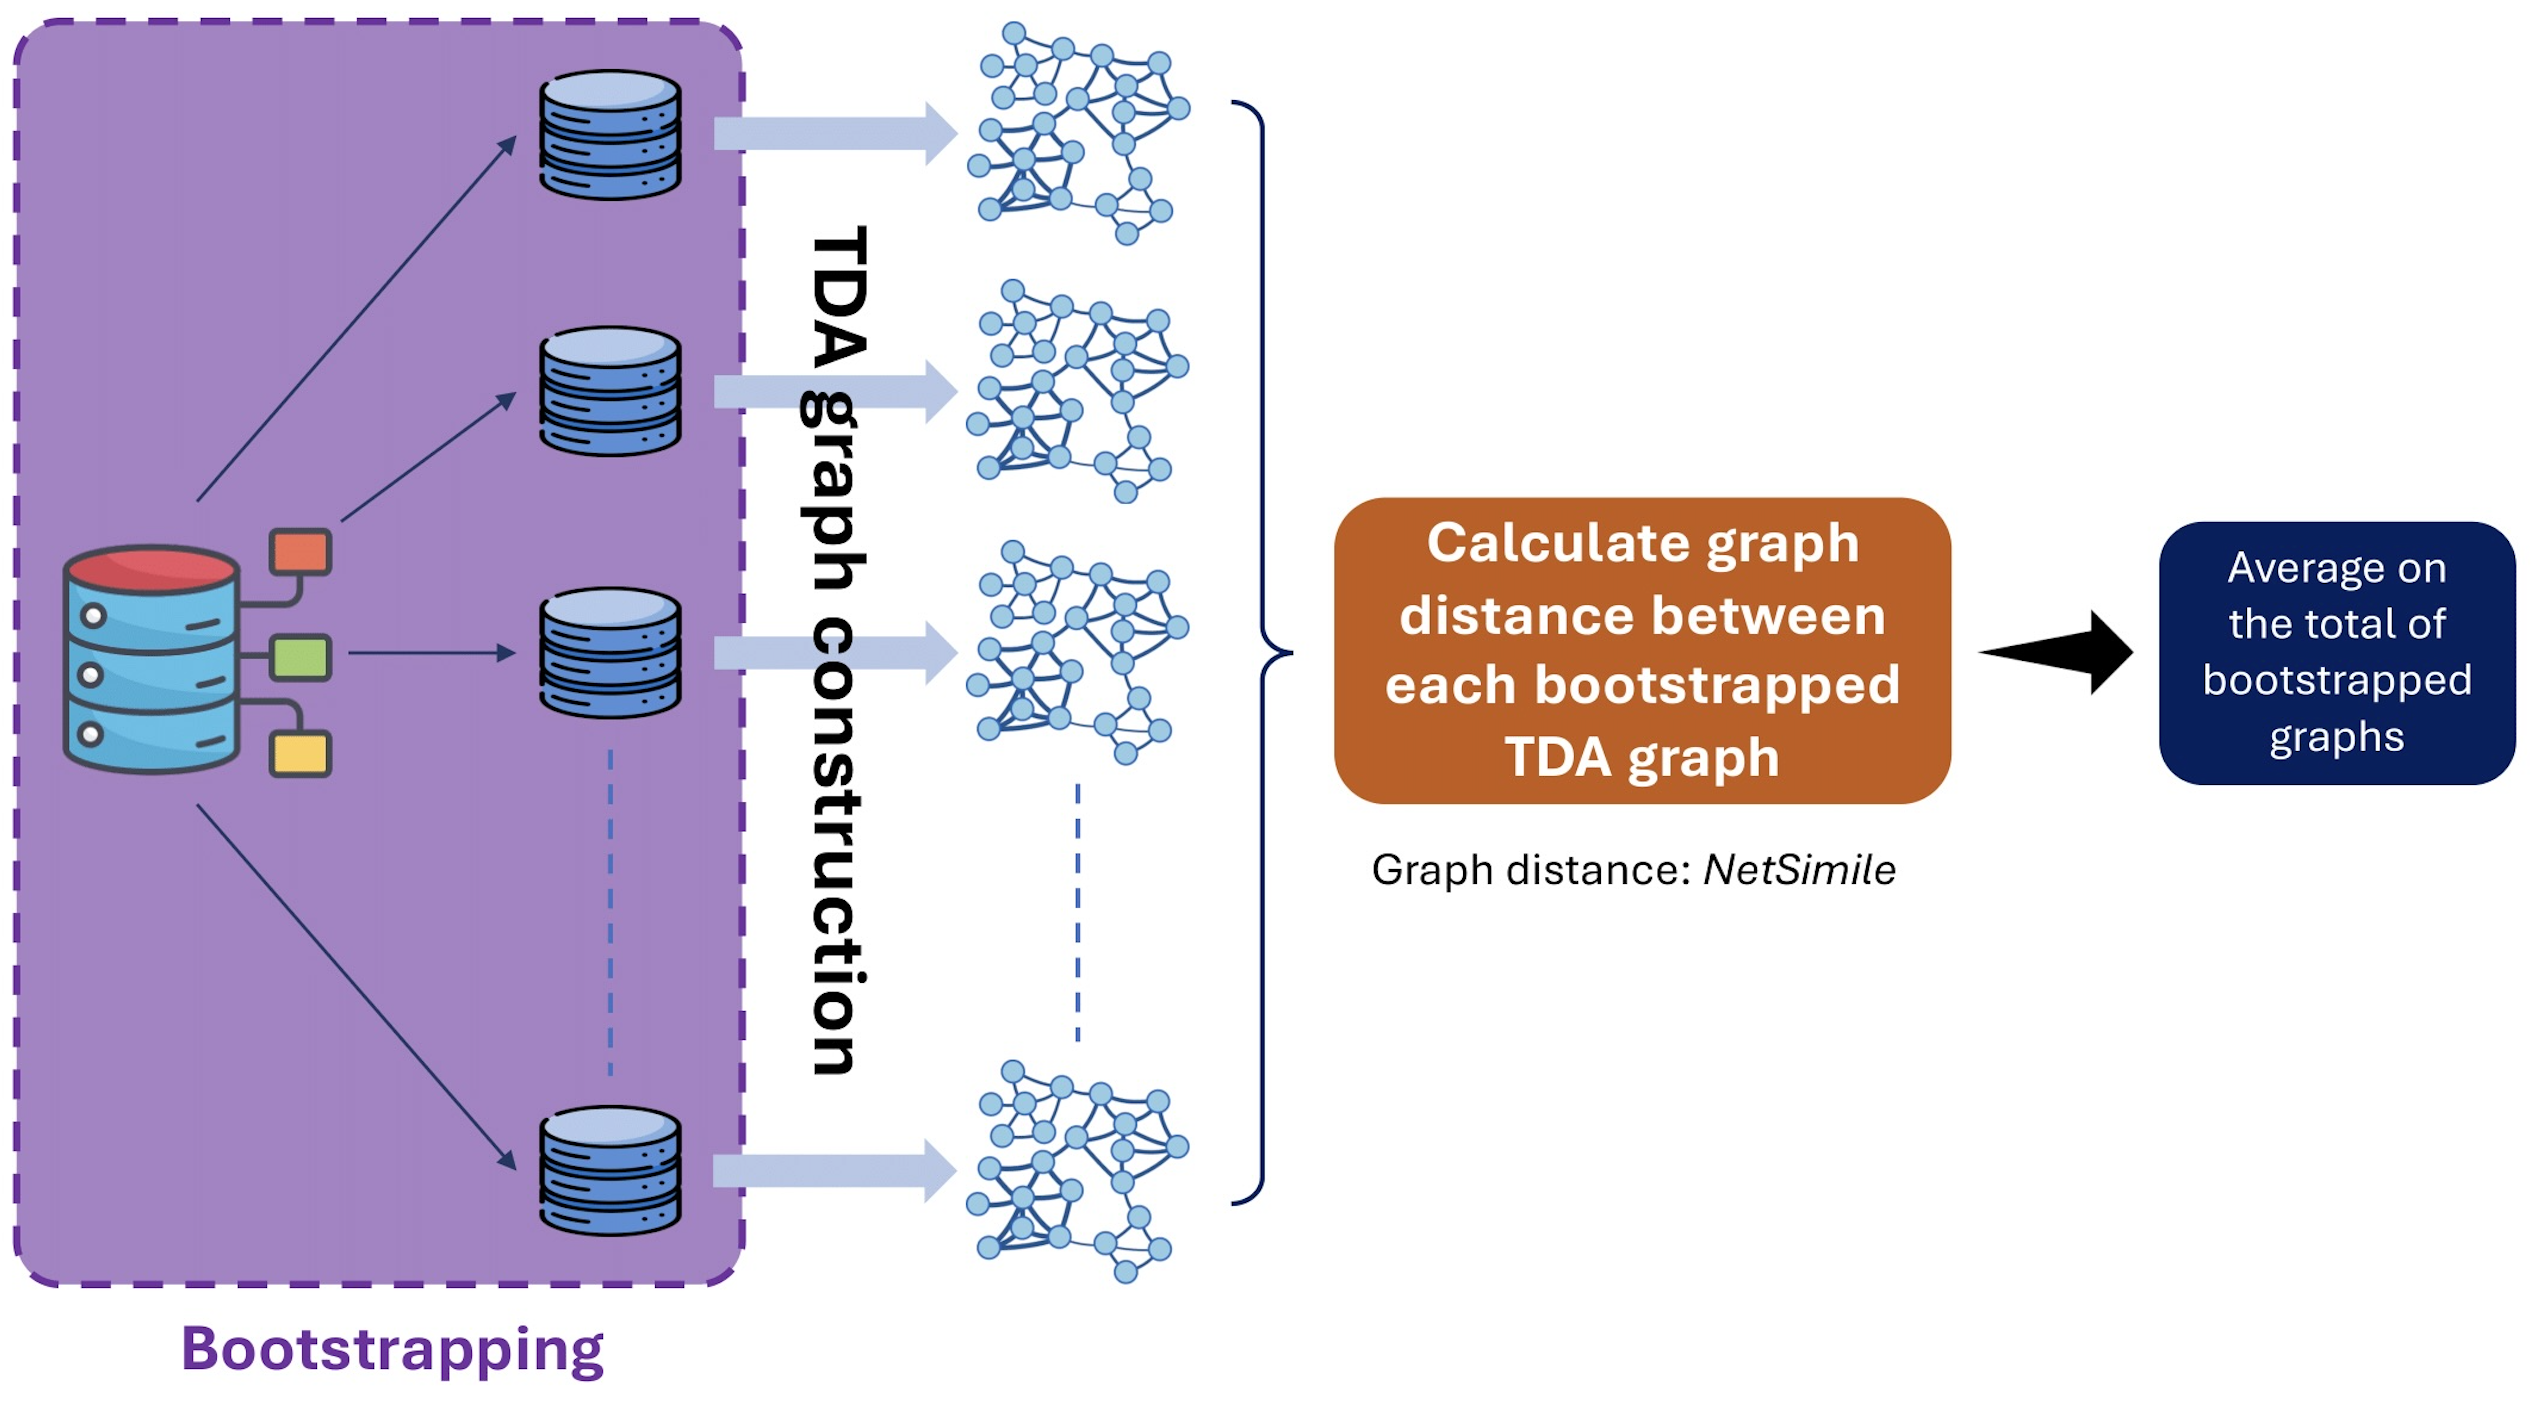 TDA graph construction
Calculate graph
distance between
each bootstrapped
TDA graph
Graph distance: NetSimile
Average on
the total of
bootstrapped
graphs
Bootstrapping